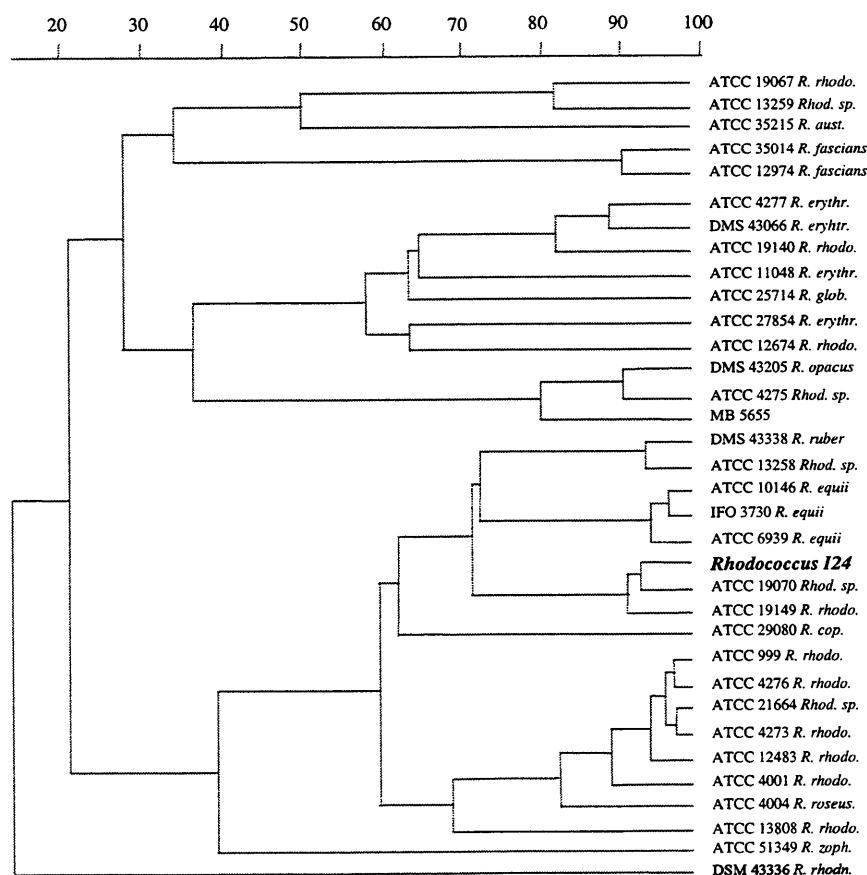 20 30 40 50 60 70 80 90 100
ATCC 19067 R. rhodo.
ATCC 13259 Rhod. sp.
ATCC 35215 R. aust.
ATCC 35014 R. fascians
ATCC 12974 R. fascians
ATCC 4277 R. erythr.
DMS 43066 R. eryhtr.
ATCC 19140 R. rhodo.
ATCC 11048 R. erythr.
ATCC 25714 R. glob.
ATCC 27854 R. erythr.
ATCC 12674 R. rhodo.
DMS 43205 R. opacus
ATCC 4275 Rhod. sp.
MB 5655
DMS 43338 R. ruber
ATCC 13258 Rhod. sp.
ATCC 10146 R. equii
IFO 3730 R. equii
ATCC 6939 R. equii
Rhodococcus I24
ATCC 19070 Rhod. sp.
ATCC 19149 R. rhodo.
ATCC 29080 R. cop.
ATCC 999 R. rhodo.
ATCC 4276 R. rhodo.
ATCC 21664 Rhod. sp.
ATCC 4273 R. rhodo.
ATCC 12483 R. rhodo.
ATCC 4001 R. rhodo.
ATCC 4004 R. roseus.
ATCC 13808 R. rhodo.
ATCC 51349 R. zoph.
DSM 43336 R. rhodn.